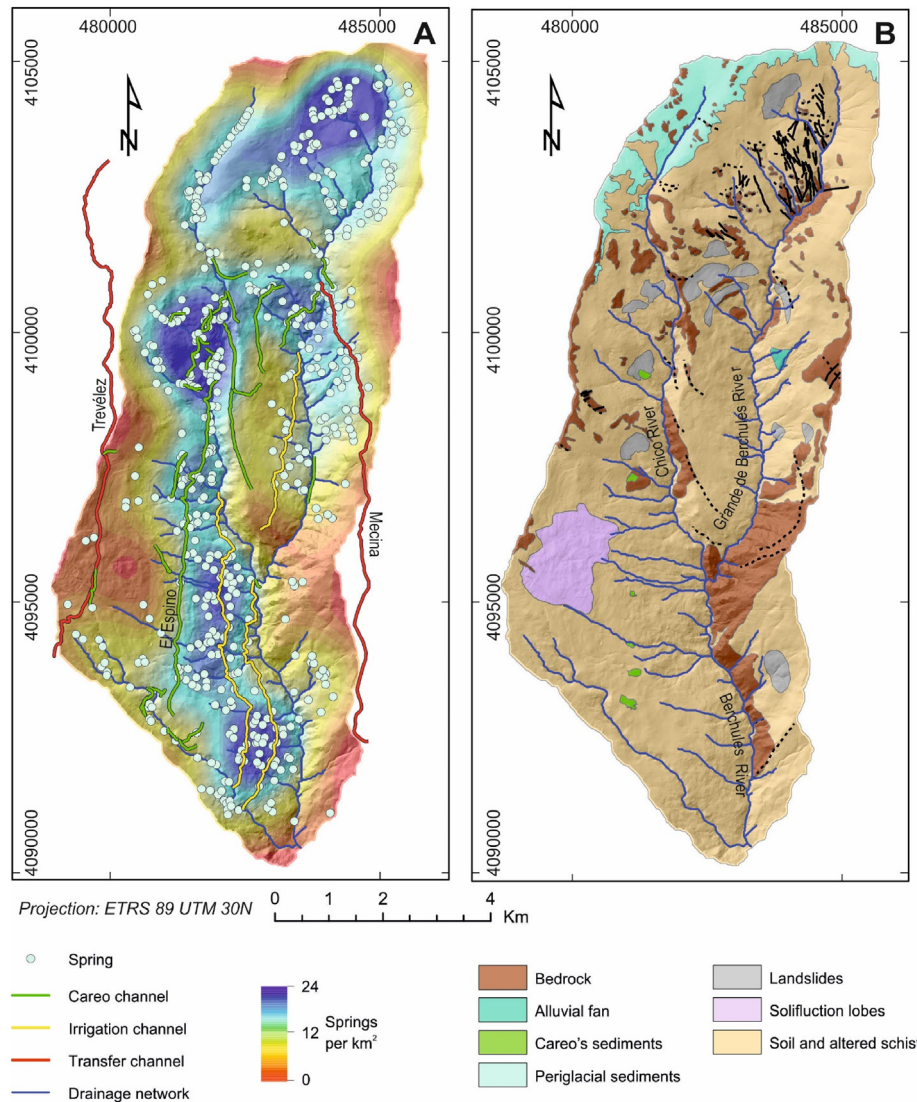 480000
485000
480000
485000
A
B
4105000
4105000
N
N
4100000
4100000
Trevélez
Mecina
Chico River
Grande de Berchules River
El Espino
4095000
4095000
Berchules River
4090000
4090000
Projection: ETRS 89 UTM 30N
0 1 2 4
Km
Spring
Careo channel
Irrigation channel
Transfer channel
Drainage network
24
12
0
Springs
per km²
Bedrock
Alluvial fan
Careo's sediments
Periglacial sediments
Landslides
Solifluction lobes
Soil and altered schis